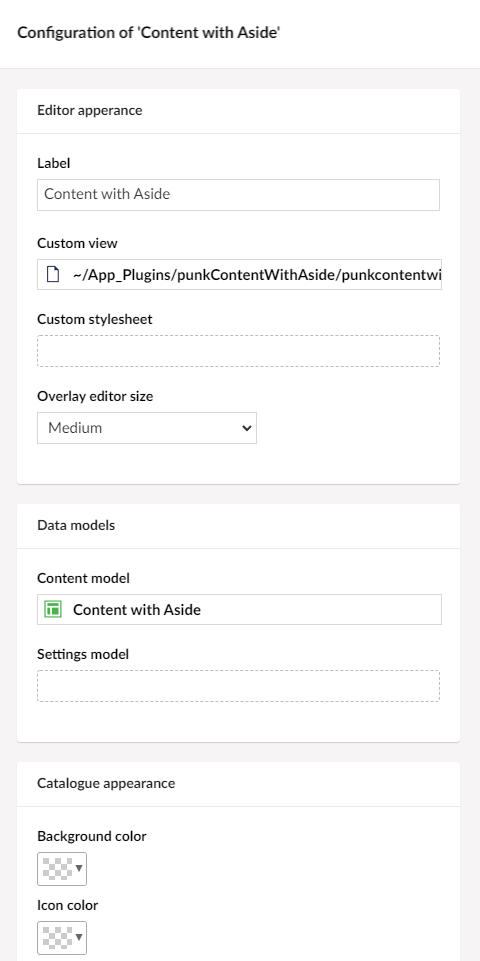 Configuration of 'Content with Aside'
Editor apperance
Label
Content with Aside
Custom view
~/App_Plugins/punkContentWithAside/punkcontentwi
Custom stylesheet
Overlay editor size
Medium
Data models
Content model
Content with Aside
Settings model
Catalogue appearance
Background color
Icon color